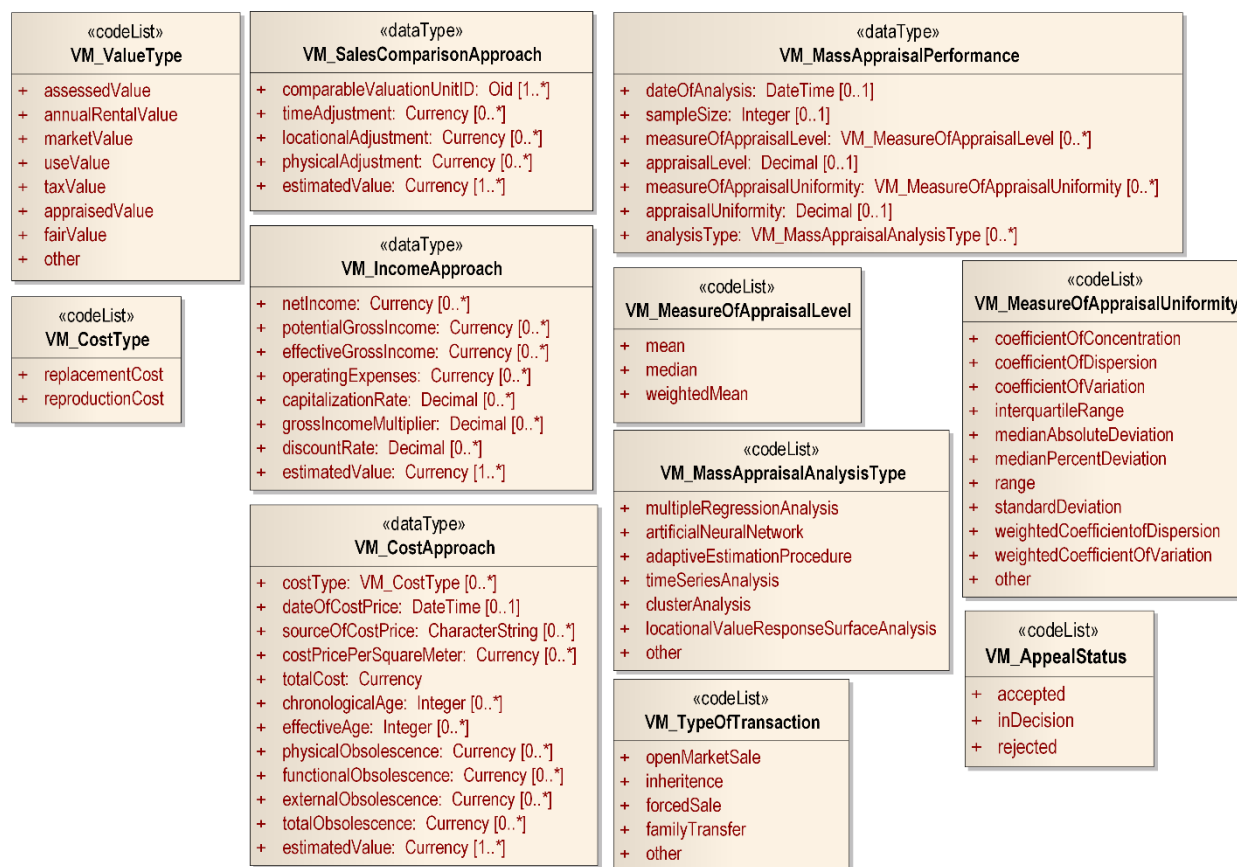 «codeList»
VM_ValueType
+ assessedValue
+ annualRentalValue
+ marketValue
+ useValue
+ taxValue
+ appraisedValue
+ fairValue
+ other
«codeList»
VM_CostType
+ replacementCost
+ reproductionCost
«dataType»
VM_SalesComparisonApproach
+ comparableValuationUnitID: Oid [1..*]
+ timeAdjustment: Currency [0..*]
+ locationalAdjustment: Currency [0..*]
+ physicalAdjustment: Currency [0..*]
+ estimatedValue: Currency [1..*]
«dataType»
VM_IncomeApproach
+ netIncome: Currency [0..*]
+ potentialGrossIncome: Currency [0..*]
+ effectiveGrossIncome: Currency [0..*]
+ operatingExpenses: Currency [0..*]
+ capitalizationRate: Decimal [0..*]
+ grossIncomeMultiplier: Decimal [0..*]
+ discountRate: Decimal [0..*]
+ estimatedValue: Currency [1..*]
«dataType»
VM_CostApproach
+ costType: VM_CostType [0..*]
+ dateOfCostPrice: DateTime [0..1]
+ sourceOfCostPrice: CharacterString [0..*]
+ costPricePerSquareMeter: Currency [0..*]
+ totalCost: Currency
+ chronologicalAge: Integer [0..*]
+ effectiveAge: Integer [0..*]
+ physicalObsolescence: Currency [0..*]
+ functionalObsolescence: Currency [0..*]
+ externalObsolescence: Currency [0..*]
+ totalObsolescence: Currency [0..*]
+ estimatedValue: Currency [1..*]
«dataType»
VM_MassAppraisalPerformance
+ dateOfAnalysis: DateTime [0..1]
+ sampleSize: Integer [0..1]
+ measureOfAppraisalLevel: VM_MeasureOfAppraisalLevel [0..*]
+ appraisalLevel: Decimal [0..1]
+ measureOfAppraisalUniformity: VM_MeasureOfAppraisalUniformity [0..*]
+ appraisalUniformity: Decimal [0..1]
+ analysisType: VM_MassAppraisalAnalysisType [0..*]
«codeList»
VM_MeasureOfAppraisalLevel
+ mean
+ median
+ weightedMean
«codeList»
VM_MassAppraisalAnalysisType
+ multipleRegressionAnalysis
+ artificialNeuralNetwork
+ adaptiveEstimationProcedure
+ timeSeriesAnalysis
+ clusterAnalysis
+ locationalValueResponseSurfaceAnalysis
+ other
«codeList»
VM_TypeOfTransaction
+ openMarketSale
+ inheritence
+ forcedSale
+ familyTransfer
+ other
«codeList»
VM_MeasureOfAppraisalUniformity
+ coefficientOfConcentration
+ coefficientOfDispersion
+ coefficientOfVariation
+ interquartileRange
+ medianAbsoluteDeviation
+ medianPercentDeviation
+ range
+ standardDeviation
+ weightedCoefficientofDispersion
+ weightedCoefficientOfVariation
+ other
«codeList»
VM_AppealStatus
+ accepted
+ inDecision
+ rejected